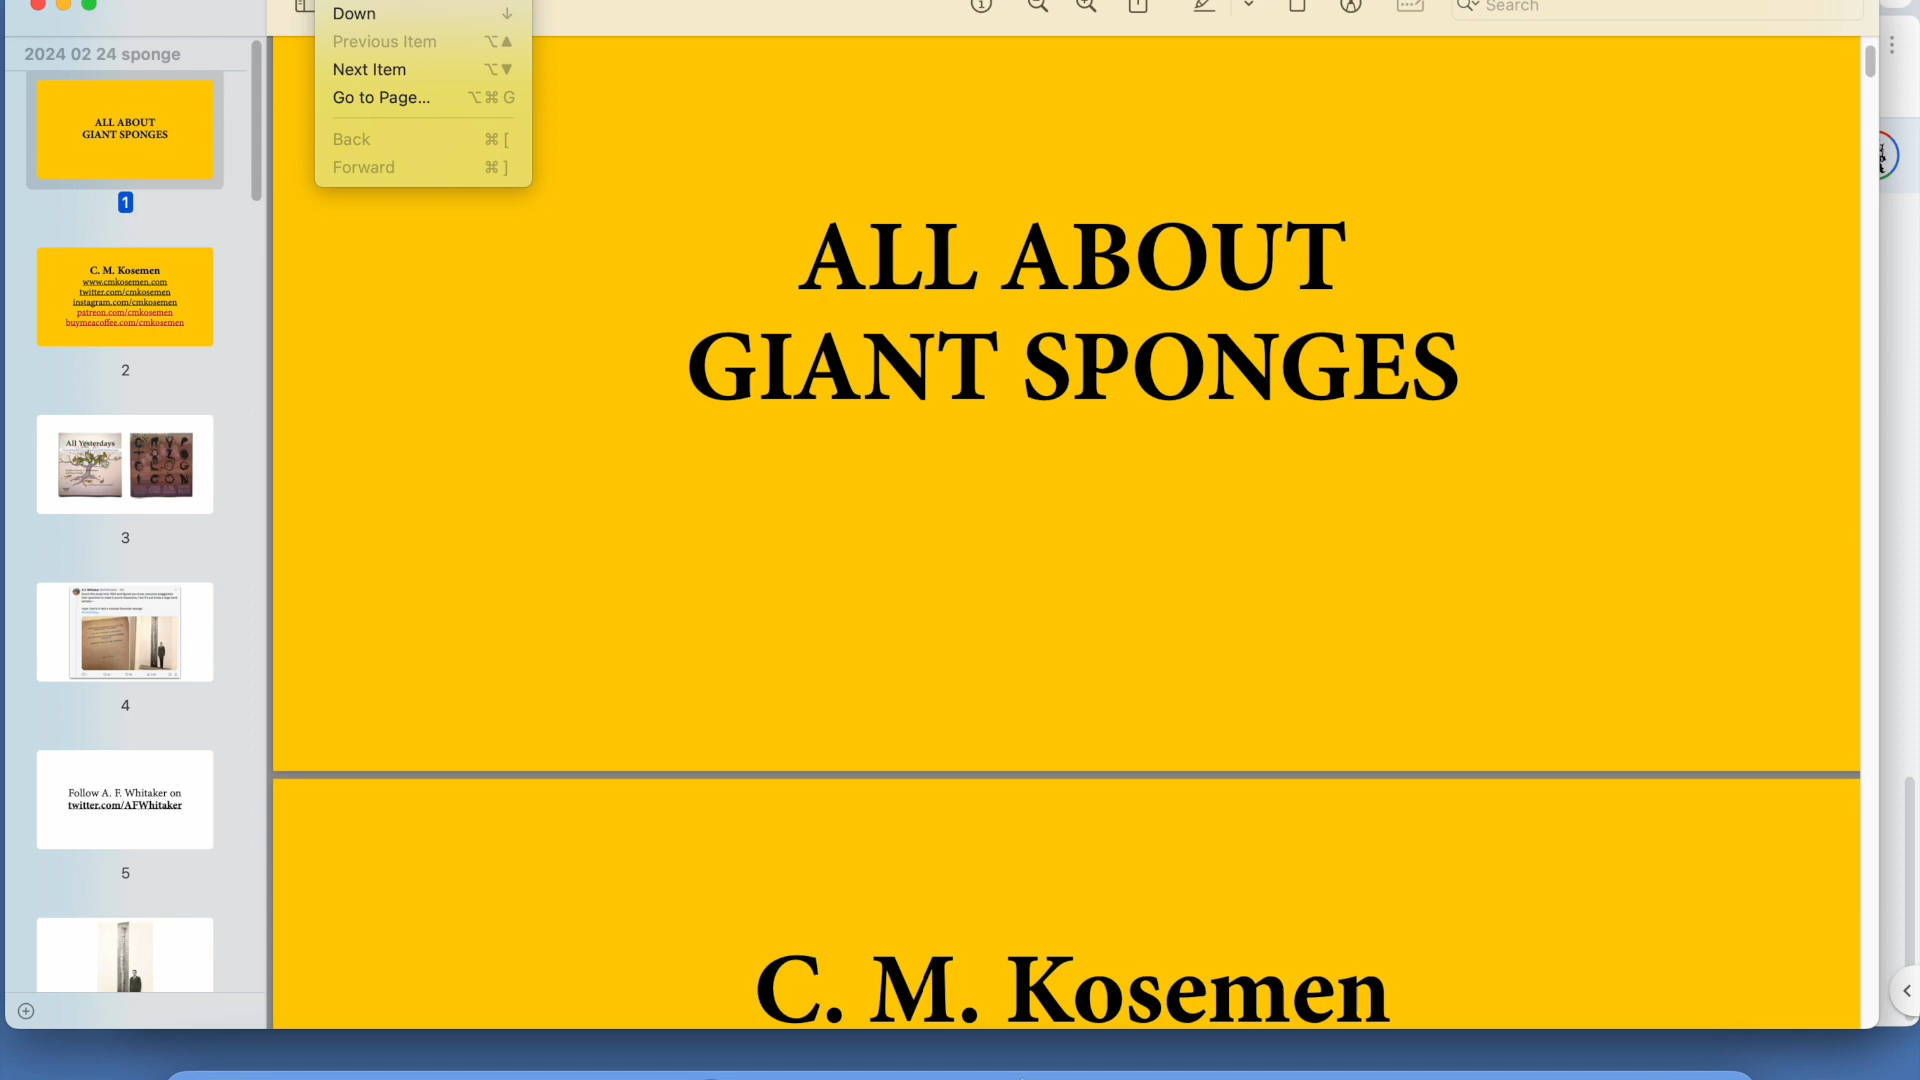 Down ↓
Previous Item ⌥▲
Next Item ⌥▼
Go to Page... ⌥⌘ G
Back ⌘ [
Forward ⌘ ]
Search
2024 02 24 sponge
ALL ABOUT
GIANT SPONGES
1
C. M. Kosemen
www.cmkosemen.com
twitter.com/cmkosemen
instagram.com/cmkosemen
patreon.com/cmkosemen
buymeacoffee.com/cmkosemen
2
All Yesterdays
C R Y P
T O Z O
O L O G
I C O N
3
A.F. Whitaker
4
Follow A. F. Whitaker on
twitter.com/AFWhitaker
5
ALL ABOUT
GIANT SPONGES
C. M. Kosemen